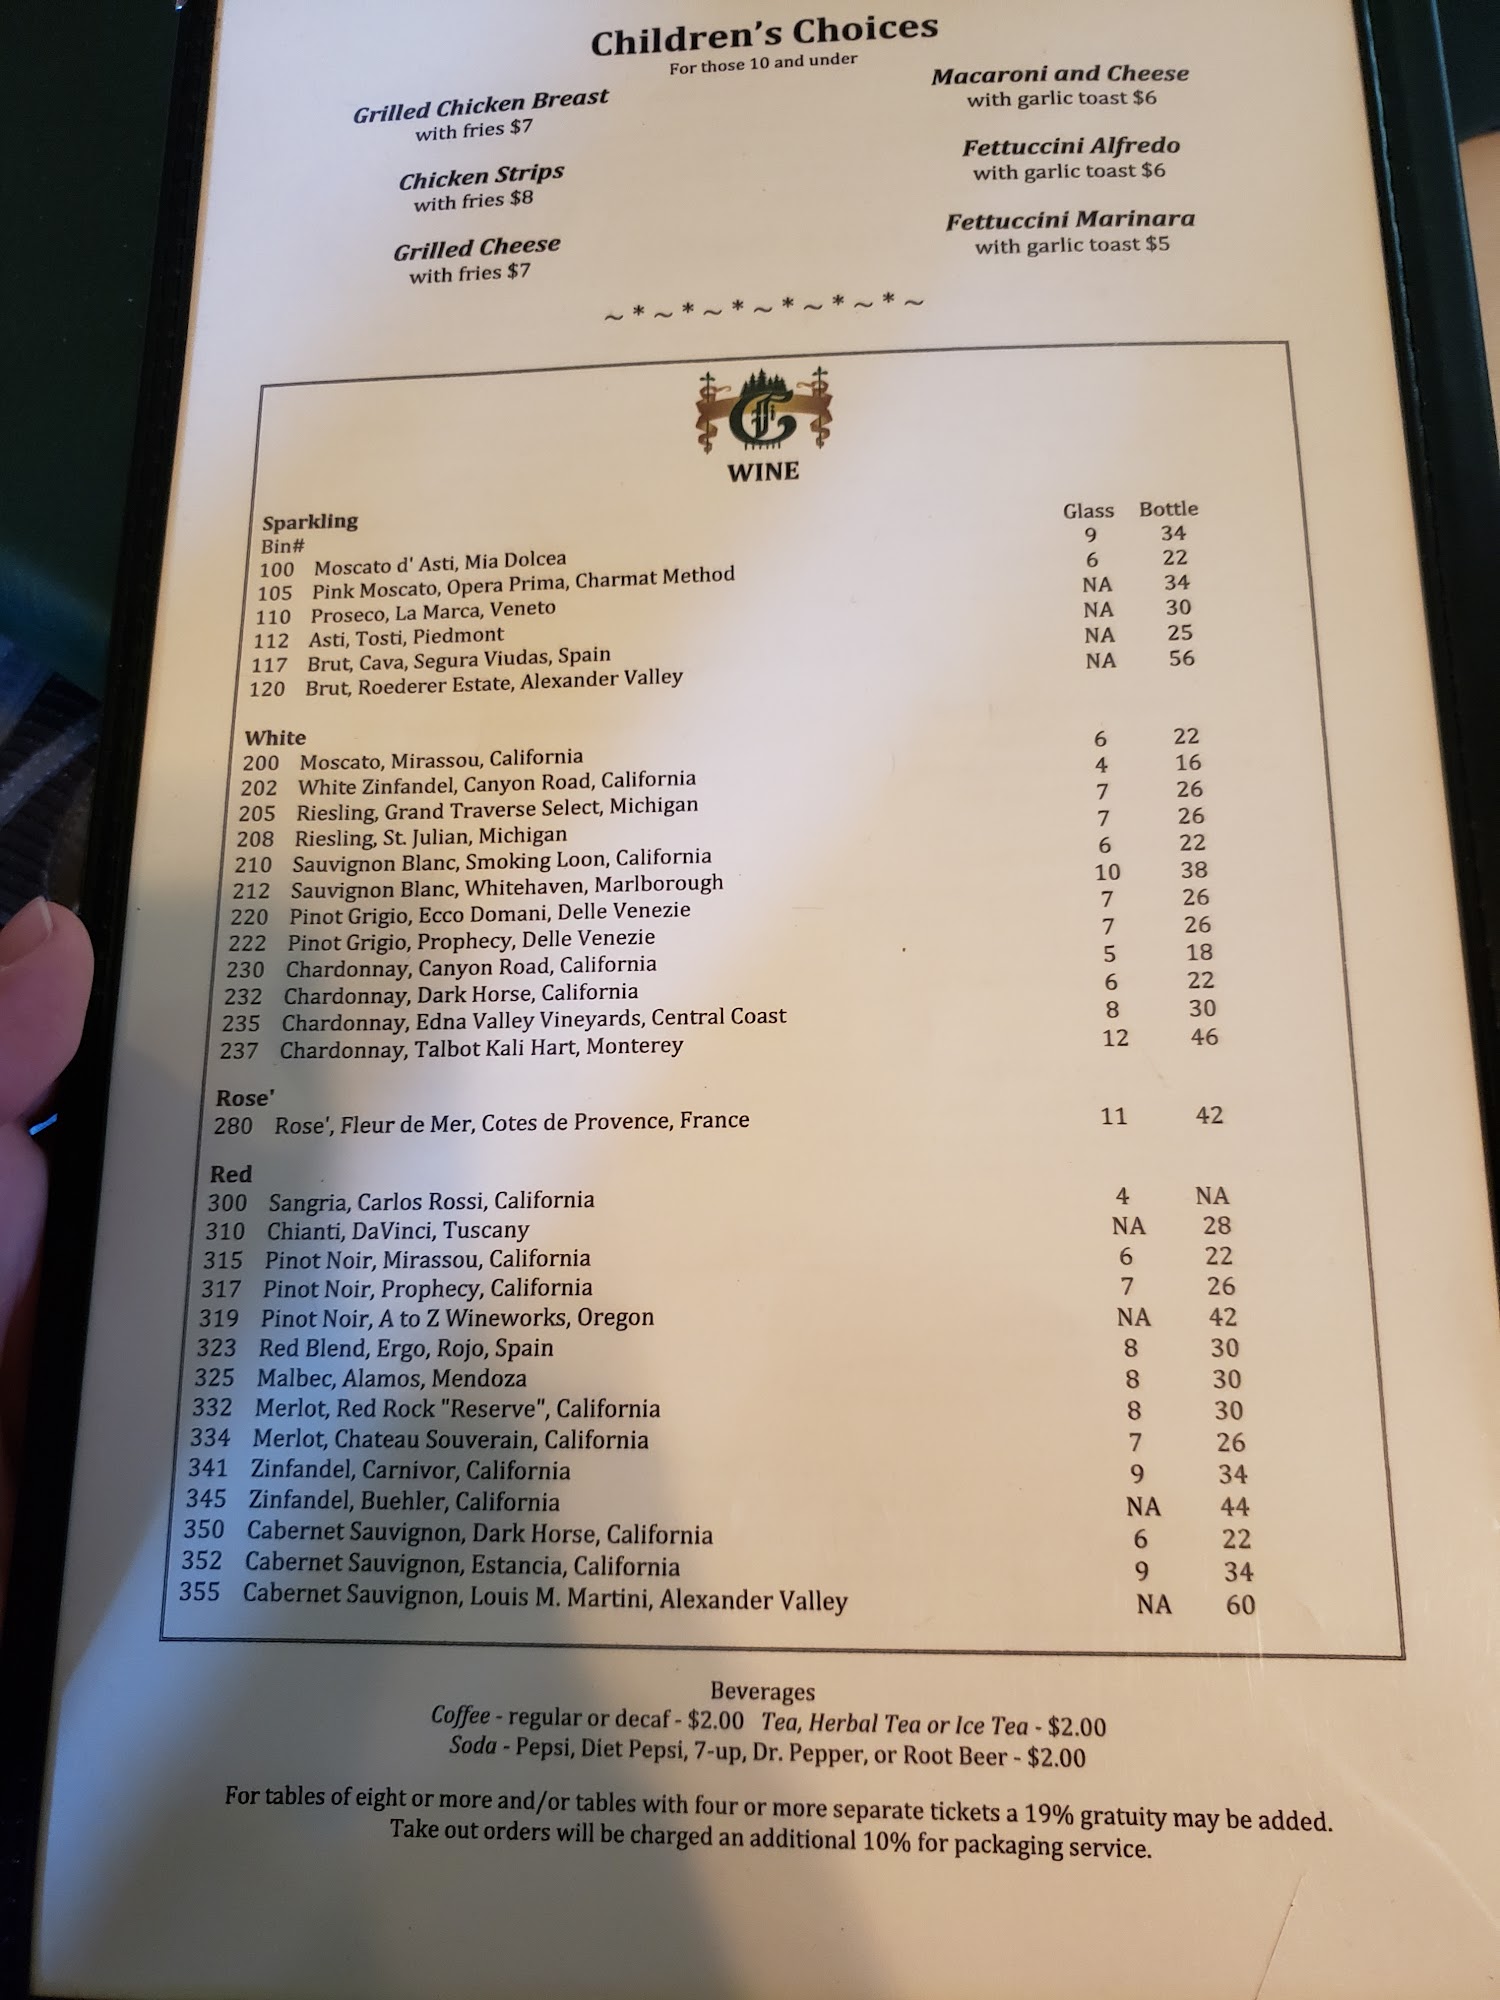 Children's Choices
For those 10 and under
Grilled Chicken Breast
with fries $7
Chicken Strips
with fries $8
Grilled Cheese
with fries $7
Macaroni and Cheese
with garlic toast $6
Fettuccini Alfredo
with garlic toast $6
Fettuccini Marinara
with garlic toast $5
~*~*~*~*~*~*~
WINE
Sparkling Glass Bottle
Bin#
100 Moscato d' Asti, Mia Dolcea 9 34
105 Pink Moscato, Opera Prima, Charmat Method 6 22
110 Proseco, La Marca, Veneto NA 34
112 Asti, Tosti, Piedmont NA 30
117 Brut, Cava, Segura Viudas, Spain NA 25
120 Brut, Roederer Estate, Alexander Valley NA 56
White
200 Moscato, Mirassou, California 6 22
202 White Zinfandel, Canyon Road, California 4 16
205 Riesling, Grand Traverse Select, Michigan 7 26
208 Riesling, St. Julian, Michigan 7 26
210 Sauvignon Blanc, Smoking Loon, California 6 22
212 Sauvignon Blanc, Whitehaven, Marlborough 10 38
220 Pinot Grigio, Ecco Domani, Delle Venezie 7 26
222 Pinot Grigio, Prophecy, Delle Venezie 7 26
230 Chardonnay, Canyon Road, California 5 18
232 Chardonnay, Dark Horse, California 6 22
235 Chardonnay, Edna Valley Vineyards, Central Coast 8 30
237 Chardonnay, Talbot Kali Hart, Monterey 12 46
Rose'
280 Rose', Fleur de Mer, Cotes de Provence, France 11 42
Red
300 Sangria, Carlos Rossi, California 4 NA
310 Chianti, DaVinci, Tuscany NA 28
315 Pinot Noir, Mirassou, California 6 22
317 Pinot Noir, Prophecy, California 7 26
319 Pinot Noir, A to Z Wineworks, Oregon NA 42
323 Red Blend, Ergo, Rojo, Spain 8 30
325 Malbec, Alamos, Mendoza 8 30
332 Merlot, Red Rock "Reserve", California 8 30
334 Merlot, Chateau Souverain, California 7 26
341 Zinfandel, Carnivor, California 9 34
345 Zinfandel, Buehler, California NA 44
350 Cabernet Sauvignon, Dark Horse, California 6 22
352 Cabernet Sauvignon, Estancia, California 9 34
355 Cabernet Sauvignon, Louis M. Martini, Alexander Valley NA 60
Beverages
Coffee - regular or decaf - $2.00 Tea, Herbal Tea or Ice Tea - $2.00
Soda - Pepsi, Diet Pepsi, 7-up, Dr. Pepper, or Root Beer - $2.00
For tables of eight or more and/or tables with four or more separate tickets a 19% gratuity may be added.
Take out orders will be charged an additional 10% for packaging service.